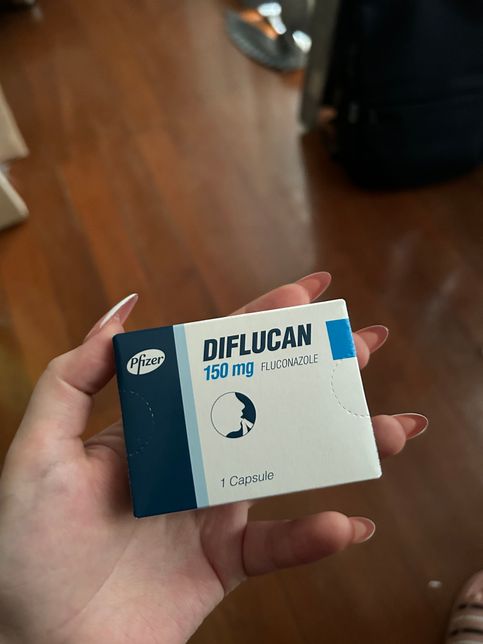 Pfizer
DIFLUCAN
150 mg FLUCONAZOLE
1 Capsule